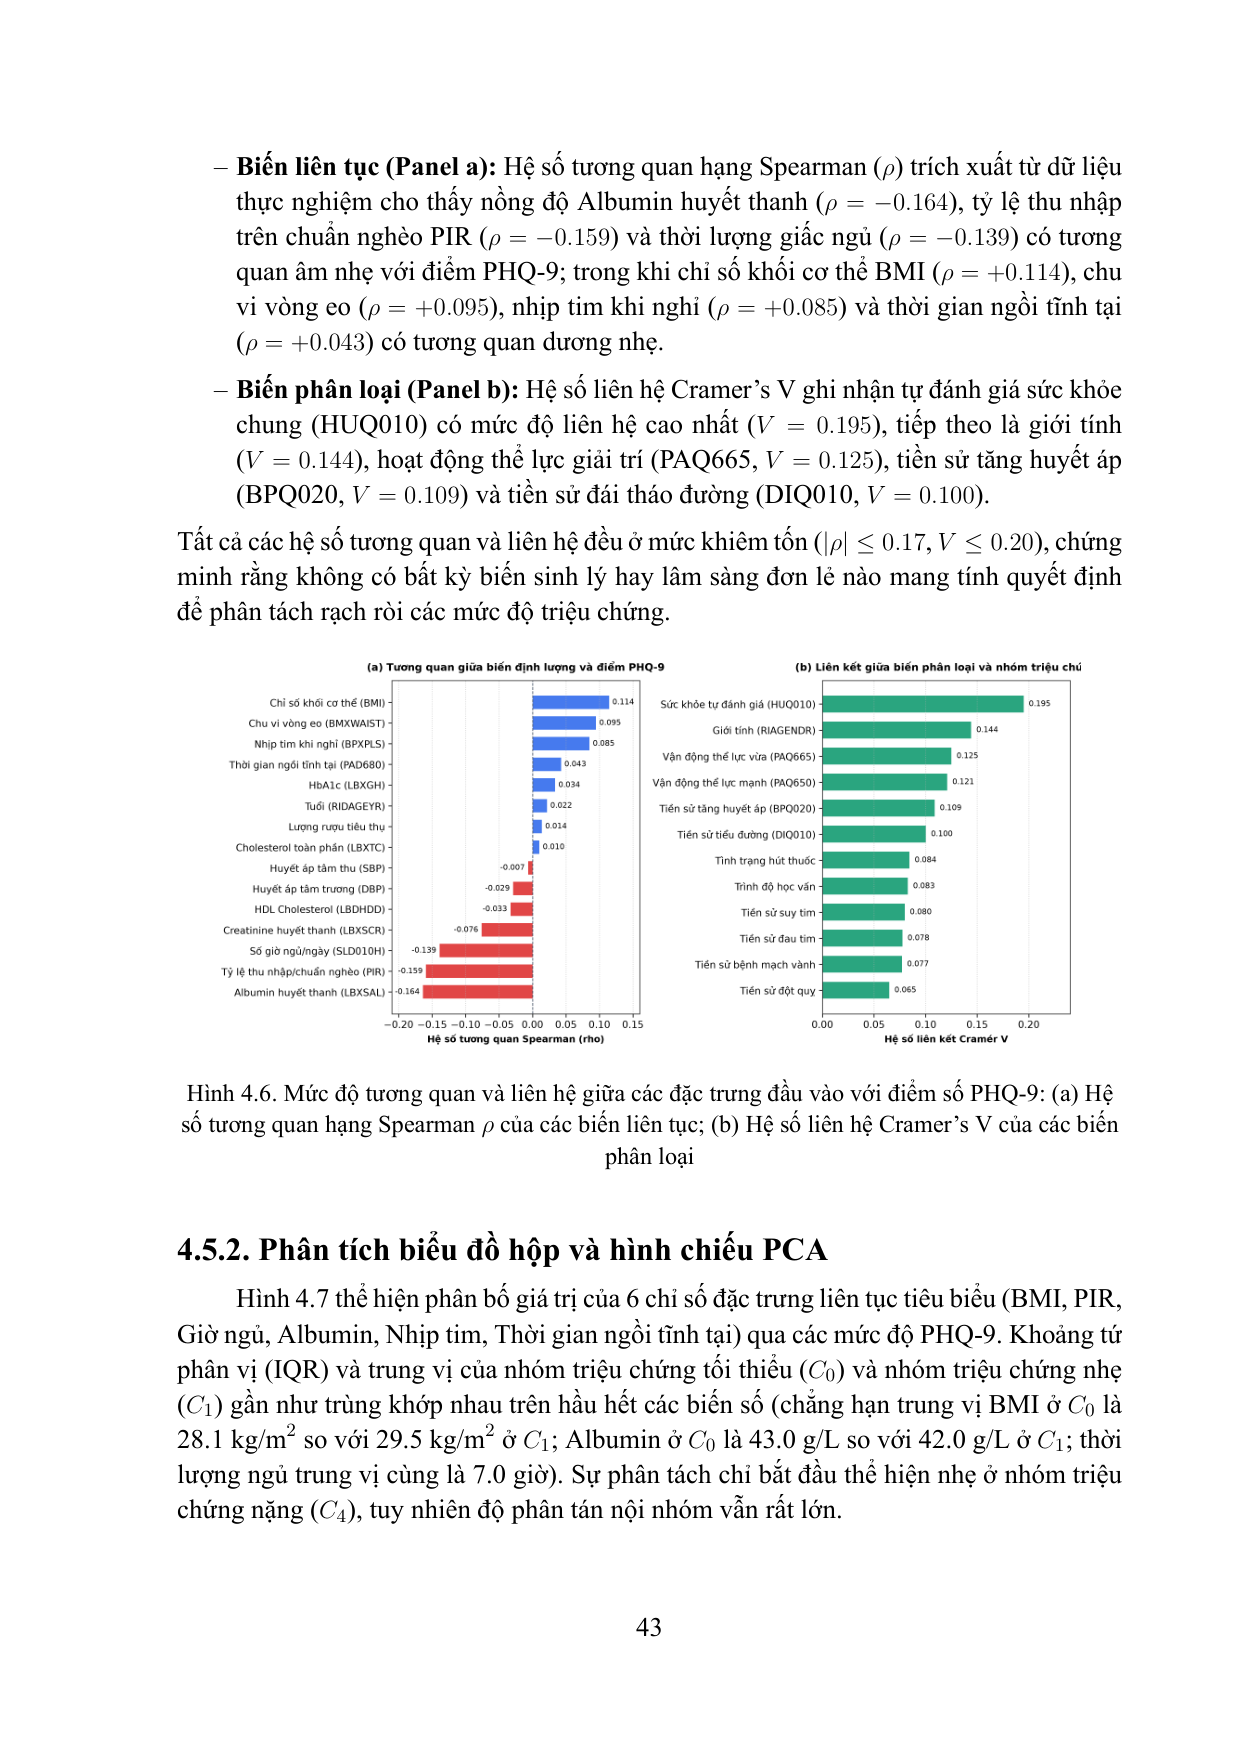 – Biến liên tục (Panel a): Hệ số tương quan hạng Spearman (ρ) trích xuất từ dữ liệu
thực nghiệm cho thấy nồng độ Albumin huyết thanh (ρ = −0.164), tỷ lệ thu nhập
trên chuẩn nghèo PIR (ρ = −0.159) và thời lượng giấc ngủ (ρ = −0.139) có tương
quan âm nhẹ với điểm PHQ-9; trong khi chỉ số khối cơ thể BMI (ρ = +0.114), chu
vi vòng eo (ρ = +0.095), nhịp tim khi nghỉ (ρ = +0.085) và thời gian ngồi tĩnh tại
(ρ = +0.043) có tương quan dương nhẹ.
– Biến phân loại (Panel b): Hệ số liên hệ Cramer’s V ghi nhận tự đánh giá sức khỏe
chung (HUQ010) có mức độ liên hệ cao nhất (V = 0.195), tiếp theo là giới tính
(V = 0.144), hoạt động thể lực giải trí (PAQ665, V = 0.125), tiền sử tăng huyết áp
(BPQ020, V = 0.109) và tiền sử đái tháo đường (DIQ010, V = 0.100).
Tất cả các hệ số tương quan và liên hệ đều ở mức khiêm tốn (|ρ| ≤ 0.17, V ≤ 0.20), chứng
minh rằng không có bất kỳ biến sinh lý hay lâm sàng đơn lẻ nào mang tính quyết định
để phân tách rạch ròi các mức độ triệu chứng.
(a) Tương quan giữa biến định lượng và điểm PHQ-9
Chỉ số khối cơ thể (BMI) 0.114
Chu vi vòng eo (BMXWAIST) 0.095
Nhịp tim khi nghỉ (BPXPLS) 0.085
Thời gian ngồi tĩnh tại (PAD680) 0.043
HbA1c (LBXGH) 0.034
Tuổi (RIDAGEYR) 0.022
Lượng rượu tiêu thụ 0.014
Cholesterol toàn phần (LBXTC) 0.010
Huyết áp tâm thu (SBP) -0.007
Huyết áp tâm trương (DBP) -0.029
HDL Cholesterol (LBDHDD) -0.033
Creatinine huyết thanh (LBXSCR) -0.076
Số giờ ngủ/ngày (SLD010H) -0.139
Tỷ lệ thu nhập/chuẩn nghèo (PIR) -0.159
Albumin huyết thanh (LBXSAL) -0.164
−0.20 −0.15 −0.10 −0.05 0.00 0.05 0.10 0.15
Hệ số tương quan Spearman (rho)
(b) Liên kết giữa biến phân loại và nhóm triệu chú
Sức khỏe tự đánh giá (HUQ010) 0.195
Giới tính (RIAGENDR) 0.144
Vận động thể lực vừa (PAQ665) 0.125
Vận động thể lực mạnh (PAQ650) 0.121
Tiền sử tăng huyết áp (BPQ020) 0.109
Tiền sử tiểu đường (DIQ010) 0.100
Tình trạng hút thuốc 0.084
Trình độ học vấn 0.083
Tiền sử suy tim 0.080
Tiền sử đau tim 0.078
Tiền sử bệnh mạch vành 0.077
Tiền sử đột quỵ 0.065
0.00 0.05 0.10 0.15 0.20
Hệ số liên kết Cramér V
Hình 4.6. Mức độ tương quan và liên hệ giữa các đặc trưng đầu vào với điểm số PHQ-9: (a) Hệ
số tương quan hạng Spearman ρ của các biến liên tục; (b) Hệ số liên hệ Cramer’s V của các biến
phân loại
4.5.2. Phân tích biểu đồ hộp và hình chiếu PCA
Hình 4.7 thể hiện phân bố giá trị của 6 chỉ số đặc trưng liên tục tiêu biểu (BMI, PIR,
Giờ ngủ, Albumin, Nhịp tim, Thời gian ngồi tĩnh tại) qua các mức độ PHQ-9. Khoảng tứ
phân vị (IQR) và trung vị của nhóm triệu chứng tối thiểu (C₀) và nhóm triệu chứng nhẹ
(C₁) gần như trùng khớp nhau trên hầu hết các biến số (chẳng hạn trung vị BMI ở C₀ là
28.1 kg/m² so với 29.5 kg/m² ở C₁; Albumin ở C₀ là 43.0 g/L so với 42.0 g/L ở C₁; thời
lượng ngủ trung vị cùng là 7.0 giờ). Sự phân tách chỉ bắt đầu thể hiện nhẹ ở nhóm triệu
chứng nặng (C₄), tuy nhiên độ phân tán nội nhóm vẫn rất lớn.
43